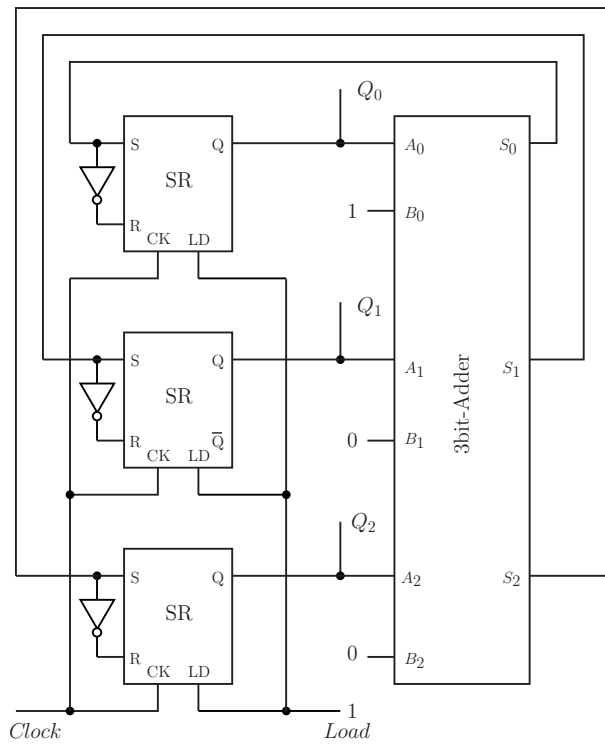 Q₀
S Q A₀ S₀
SR
1 B₀
R
CK LD
Q₁
S Q A₁ S₁
SR
3bit-Adder
R Q̅ 0 B₁
CK LD
Q₂
S Q A₂ S₂
SR
R 0 B₂
CK LD
1
Clock Load